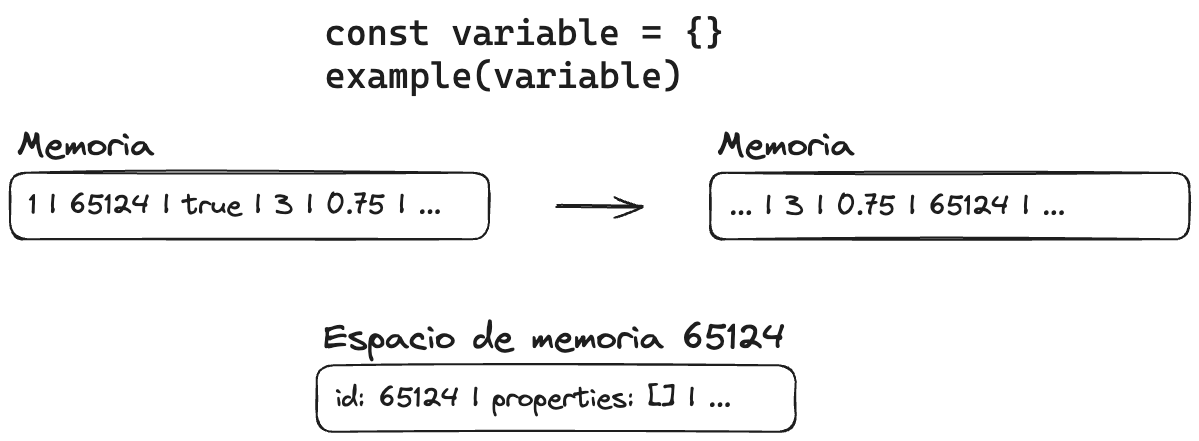 const variable = {}
example(variable)
Memoria
1 | 65124 | true | 3 | 0.75 | ...
Memoria
... | 3 | 0.75 | 65124 | ...
Espacio de memoria 65124
id: 65124 | properties: [] | ...